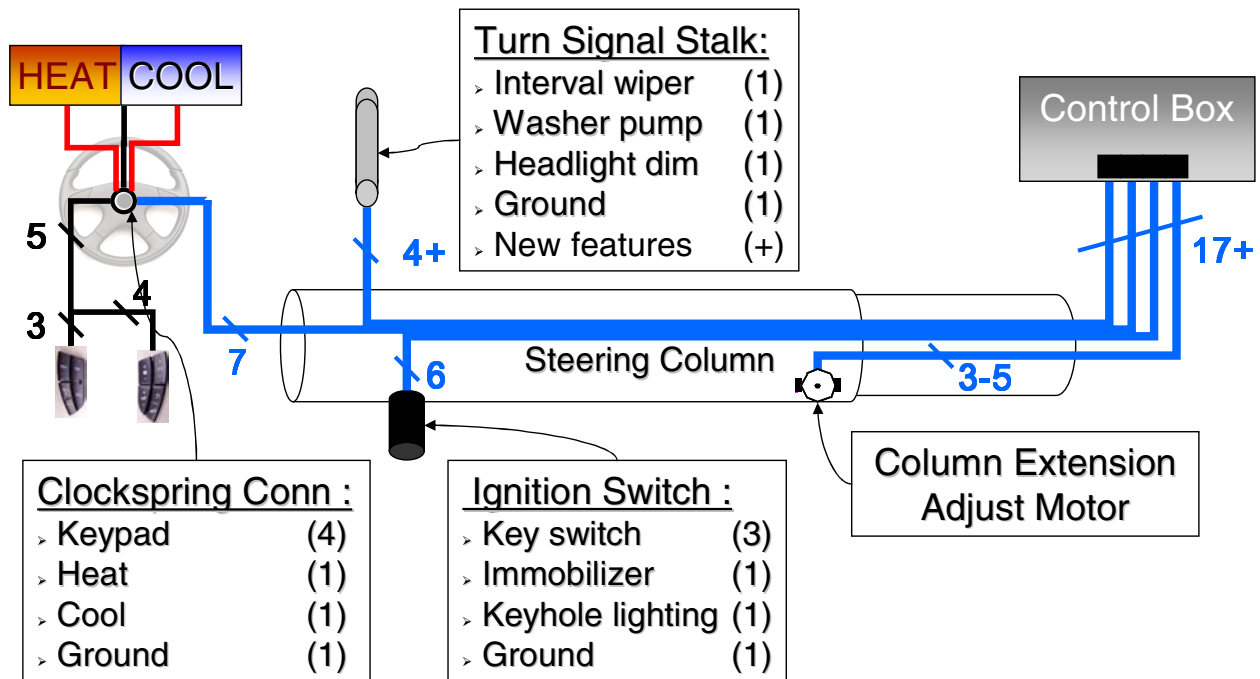 HEAT COOL
Turn Signal Stalk:
Interval wiper (1)
Washer pump (1)
Headlight dim (1)
Ground (1)
New features (+)
Control Box
5
4+
17+
4
3
7
6
Steering Column
3-5
Clockspring Conn :
Keypad (4)
Heat (1)
Cool (1)
Ground (1)
Ignition Switch :
Key switch (3)
Immobilizer (1)
Keyhole lighting (1)
Ground (1)
Column Extension
Adjust Motor